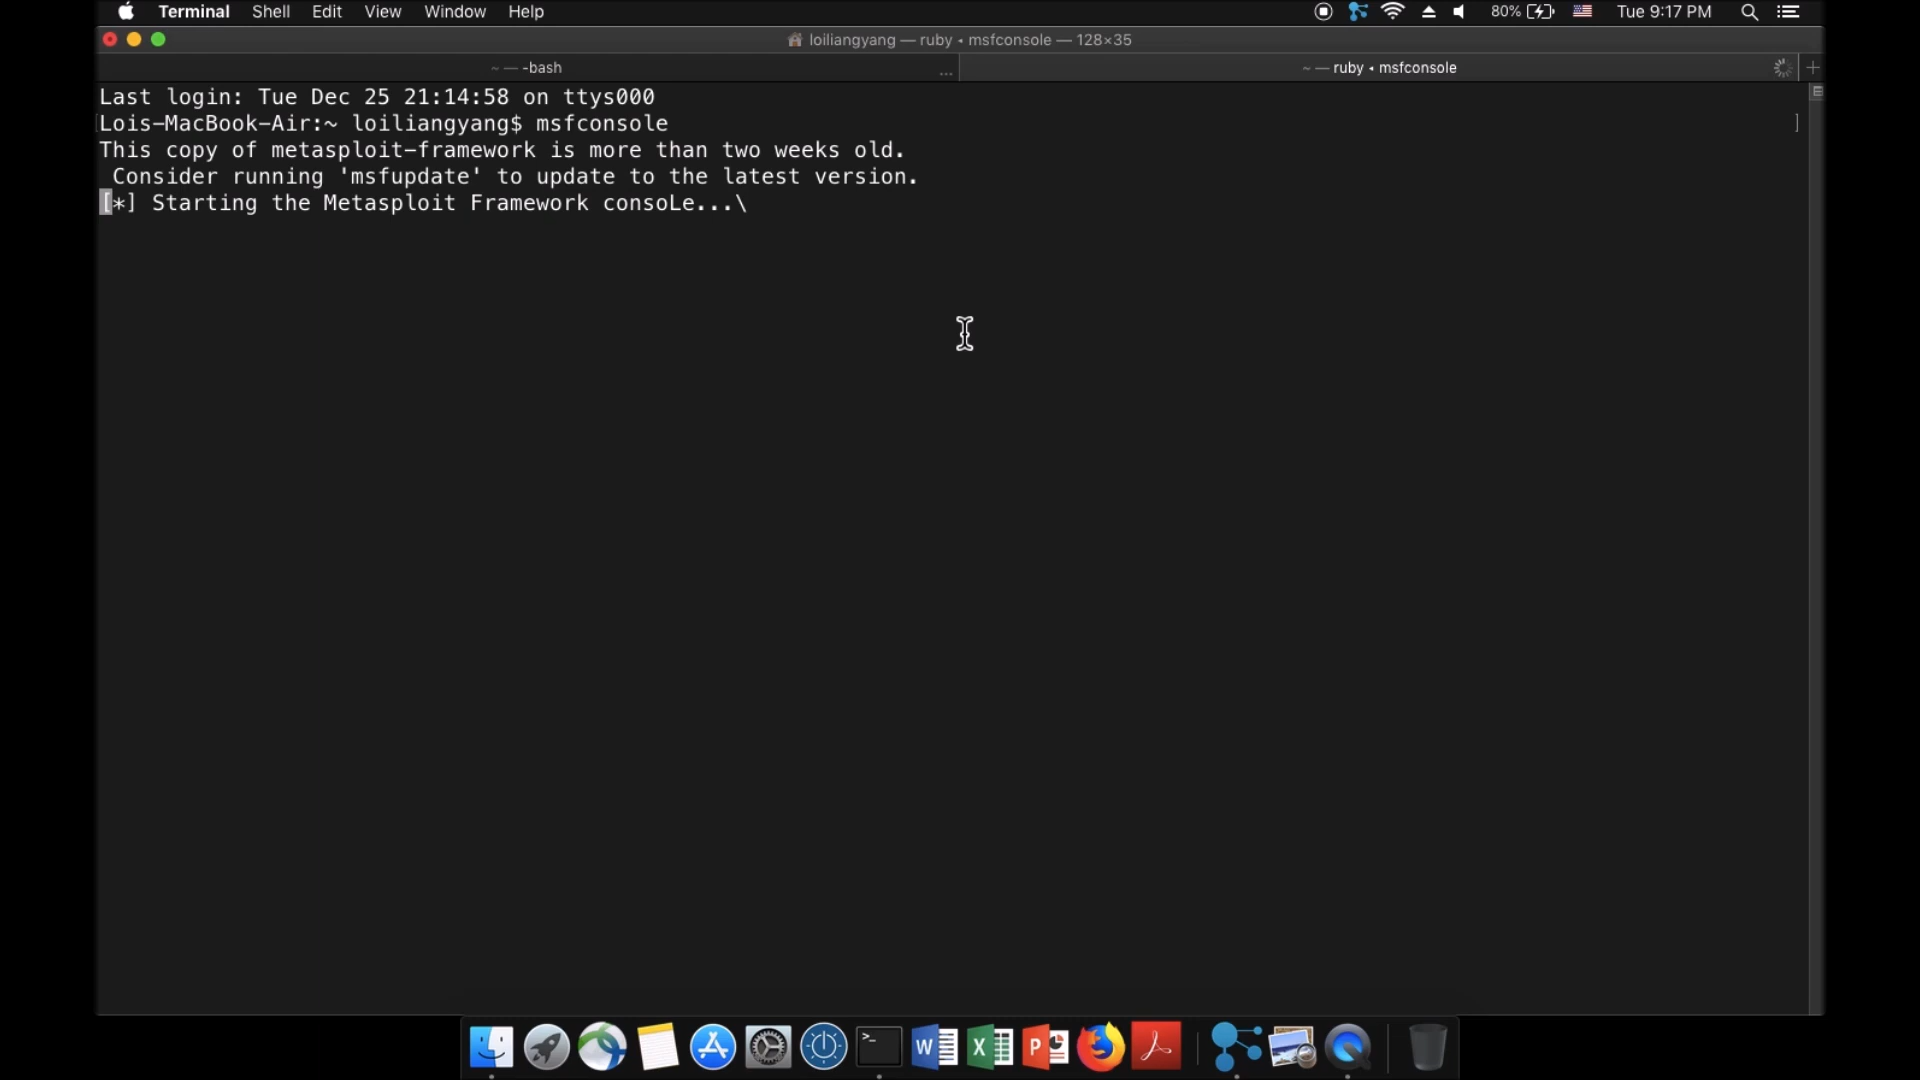 Terminal Shell Edit View Window Help 80% Tue 9:17 PM
loiliangyang — ruby ◂ msfconsole — 128×35
~ — -bash ... ~ — ruby ◂ msfconsole
Last login: Tue Dec 25 21:14:58 on ttys000
[Lois-MacBook-Air:~ loiliangyang$ msfconsole ]
This copy of metasploit-framework is more than two weeks old.
Consider running 'msfupdate' to update to the latest version.
[*] Starting the Metasploit Framework consoLe...\